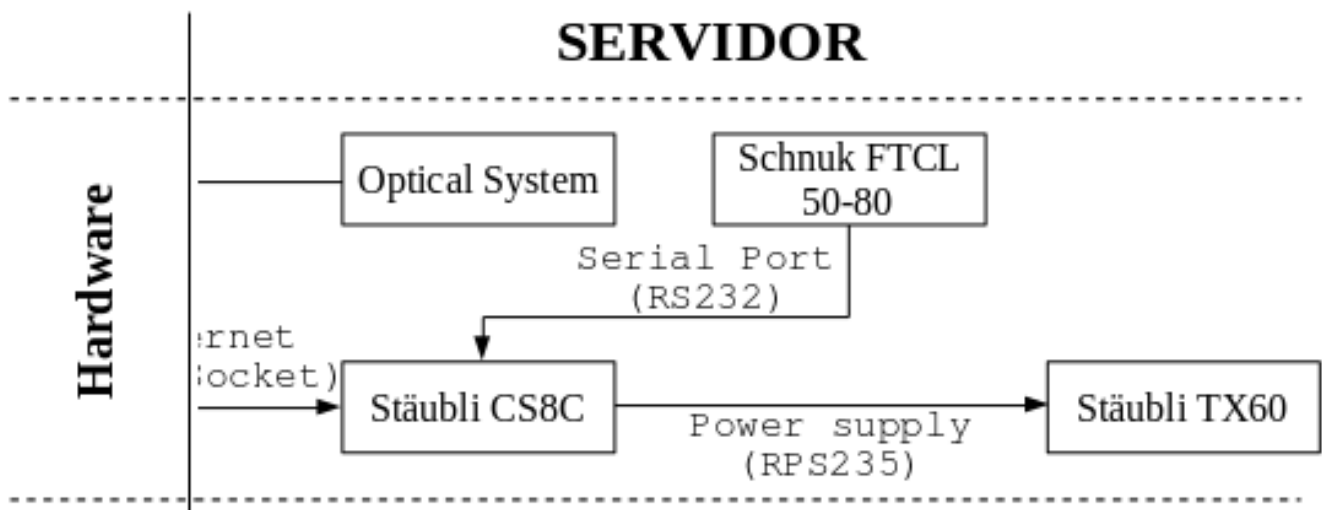 SERVIDOR
Hardware
Optical System
Schnuk FTCL
50-80
Serial Port
(RS232)
Stäubli CS8C
Power supply
(RPS235)
Stäubli TX60